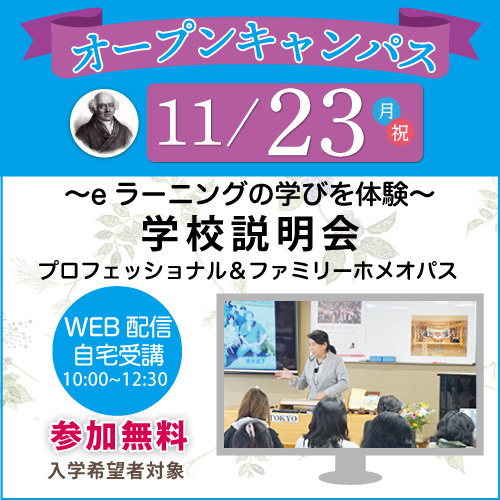 オープンキャンパス
11/23
月
祝
〜eラーニングの学びを体験〜
学校説明会
プロフェッショナル＆ファミリーホメオパス
WEB配信
自宅受講
10:00~12:30
参加無料
入学希望者対象
TOKYO